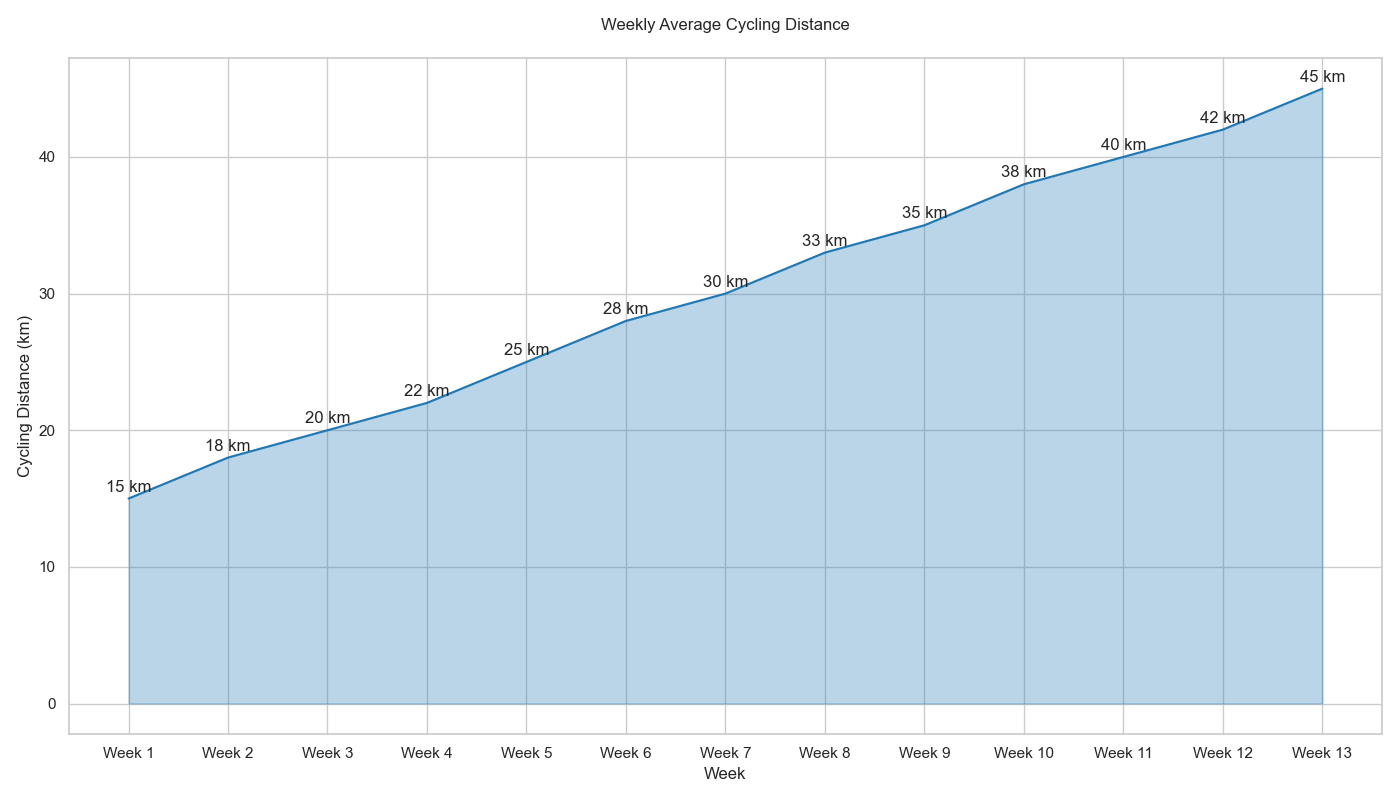 Weekly Average Cycling Distance
Cycling Distance (km)
40
30
20
10
0
15 km
18 km
20 km
22 km
25 km
28 km
30 km
33 km
35 km
38 km
40 km
42 km
45 km
Week 1 Week 2 Week 3 Week 4 Week 5 Week 6 Week 7 Week 8 Week 9 Week 10 Week 11 Week 12 Week 13
Week